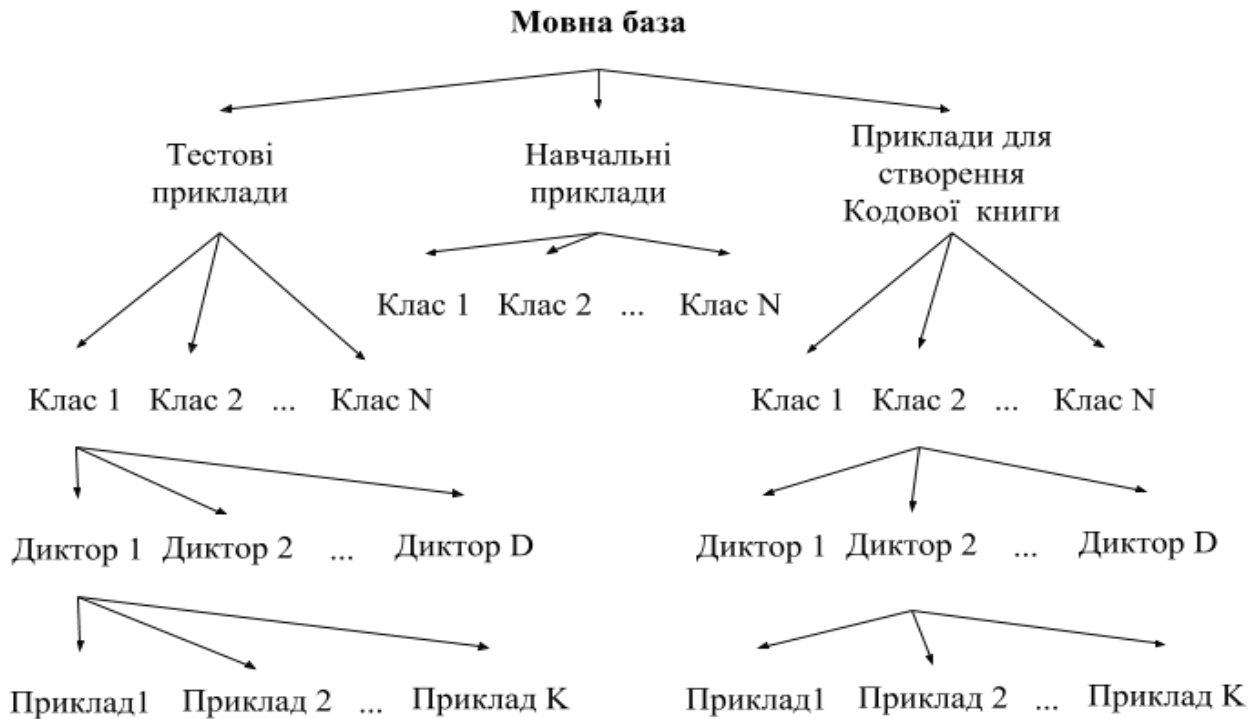 Мовна база
Тестові
приклади
Навчальні
приклади
Приклади для
створення
Кодової книги
Клас 1 Клас 2 ... Клас N
Клас 1 Клас 2 ... Клас N
Клас 1 Клас 2 ... Клас N
Диктор 1 Диктор 2 ... Диктор D
Диктор 1 Диктор 2 ... Диктор D
Приклад1 Приклад 2 ... Приклад K
Приклад1 Приклад 2 ... Приклад K